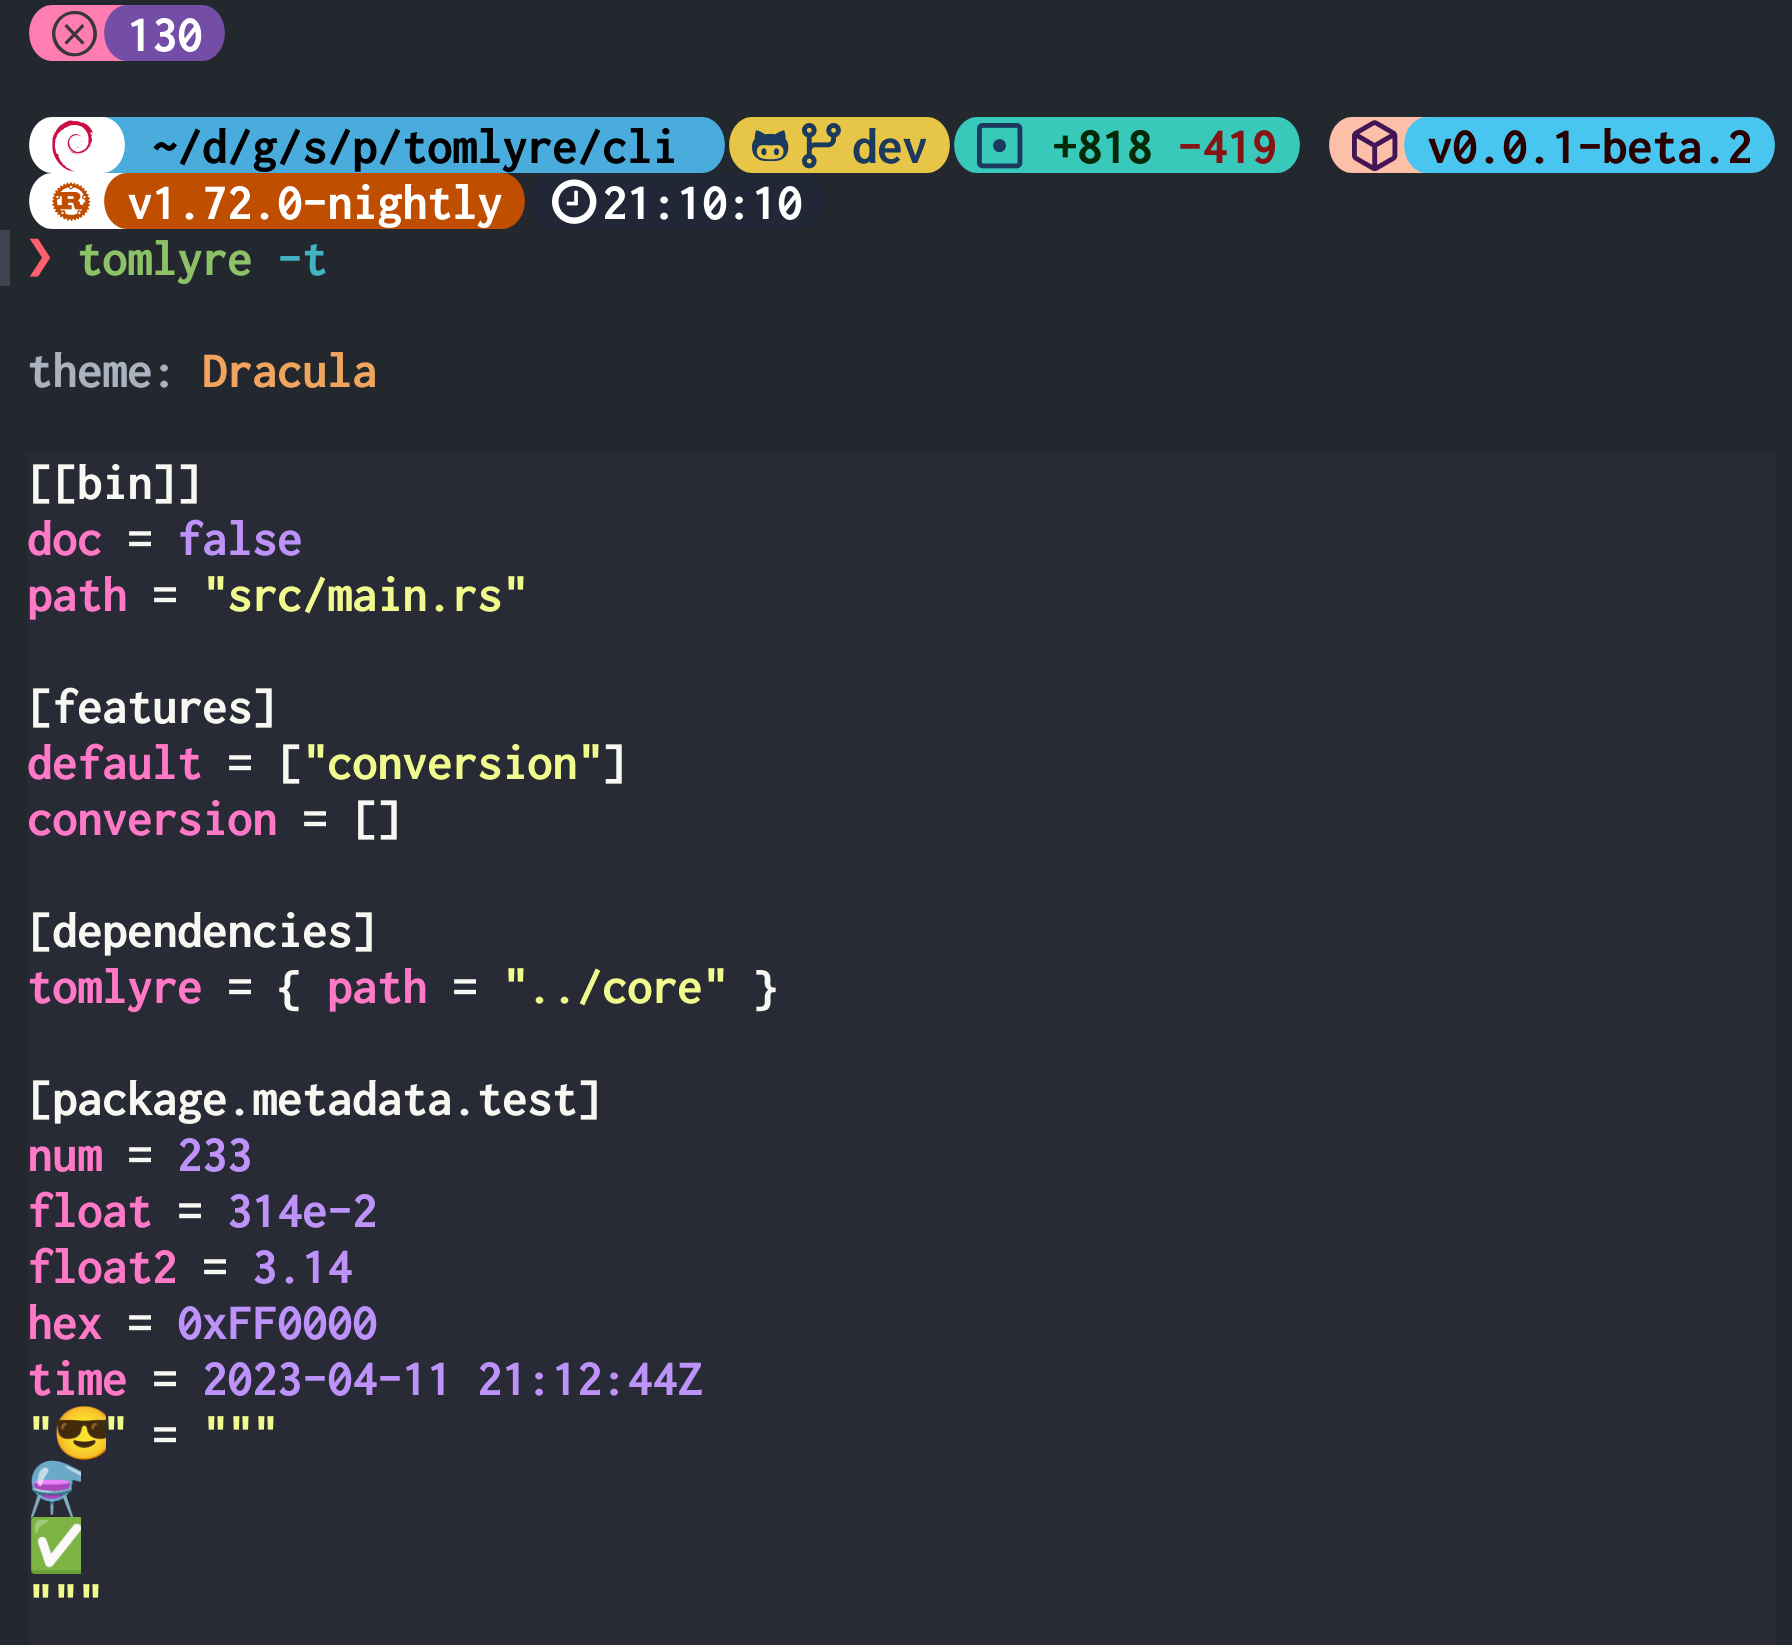 130
~/d/g/s/p/tomlyre/cli dev +818 -419 v0.0.1-beta.2
v1.72.0-nightly 21:10:10
❯ tomlyre -t
theme: Dracula
[[bin]]
doc = false
path = "src/main.rs"
[features]
default = ["conversion"]
conversion = []
[dependencies]
tomlyre = { path = "../core" }
[package.metadata.test]
num = 233
float = 314e-2
float2 = 3.14
hex = 0xFF0000
time = 2023-04-11 21:12:44Z
"😎" = """
⚗️
✅
"""